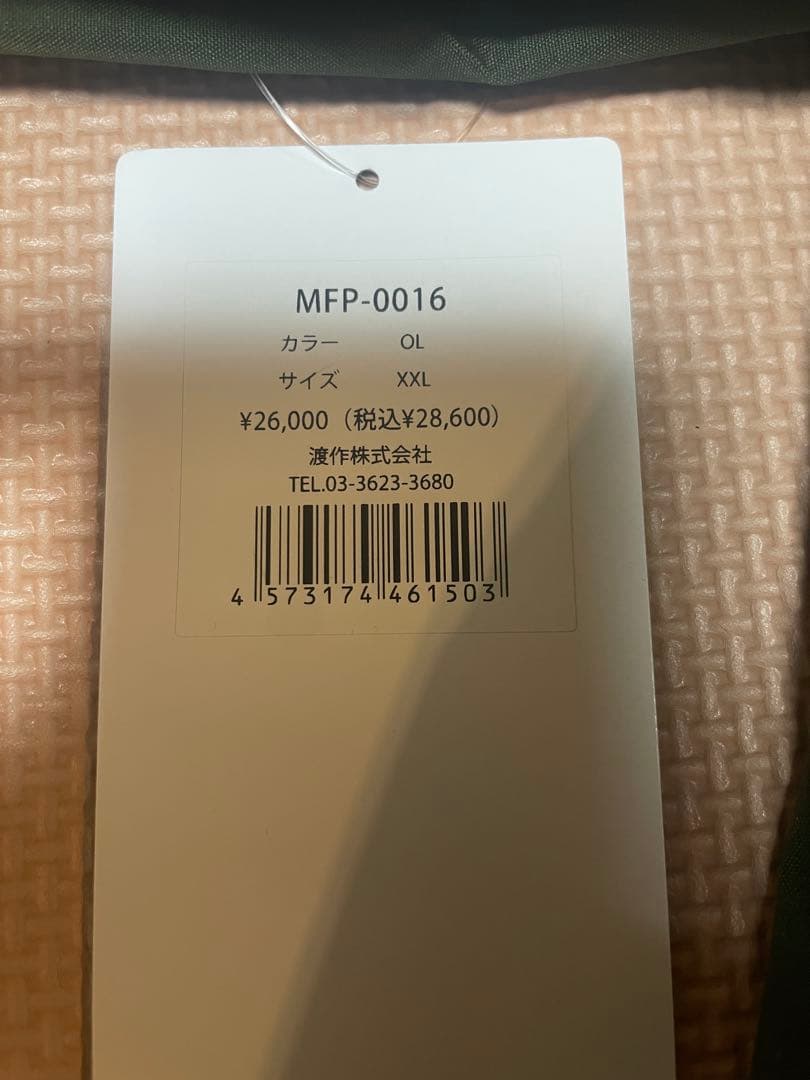 MFP-0016
カラー OL
サイズ XXL
¥26,000（税込¥28,600）
渡作株式会社
TEL.03-3623-3680
4 573174 461503